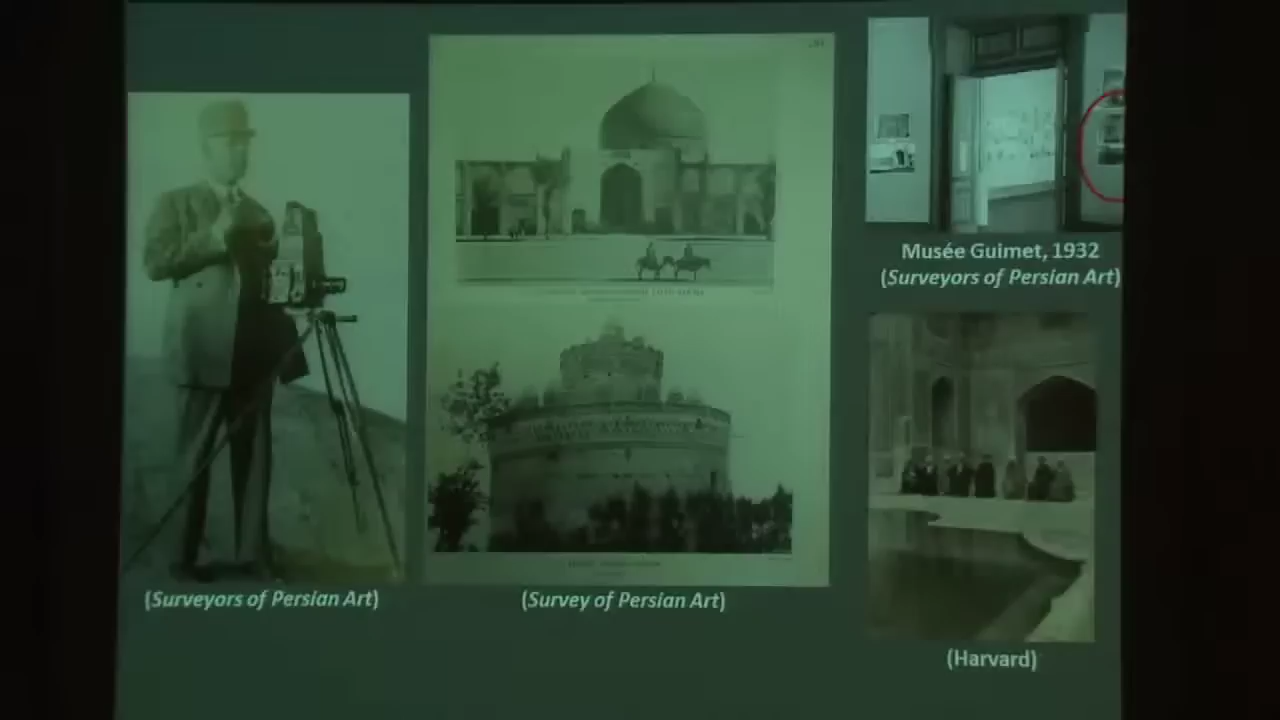 (Surveyors of Persian Art)
(Survey of Persian Art)
Musée Guimet, 1932
(Surveyors of Persian Art)
(Harvard)